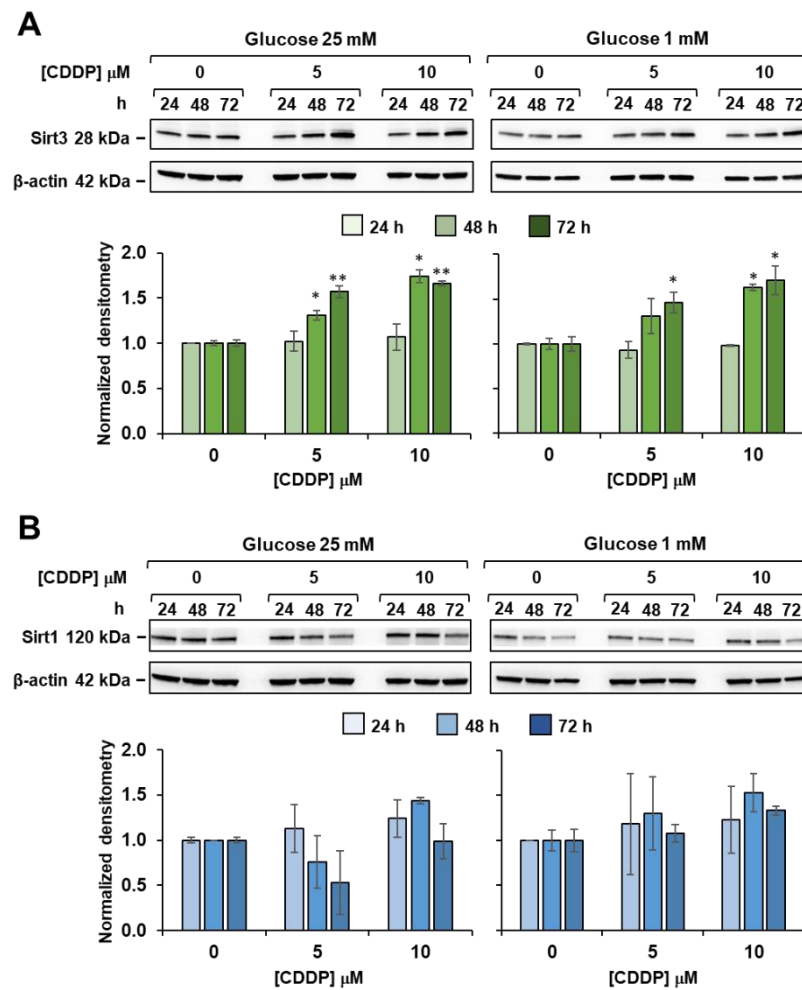 A
Glucose 25 mM Glucose 1 mM
[CDDP] μM 0 5 10 0 5 10
h 24 48 72 24 48 72 24 48 72 24 48 72 24 48 72 24 48 72
Sirt3 28 kDa
β-actin 42 kDa
24 h 48 h 72 h
Normalized densitometry
2.0
1.5
1.0
0.5
0.0
* ** * ** * * *
0 5 10 0 5 10
[CDDP] μM [CDDP] μM
B
Glucose 25 mM Glucose 1 mM
[CDDP] μM 0 5 10 0 5 10
h 24 48 72 24 48 72 24 48 72 24 48 72 24 48 72 24 48 72
Sirt1 120 kDa
β-actin 42 kDa
24 h 48 h 72 h
Normalized densitometry
2.0
1.5
1.0
0.5
0.0
0 5 10 0 5 10
[CDDP] μM [CDDP] μM